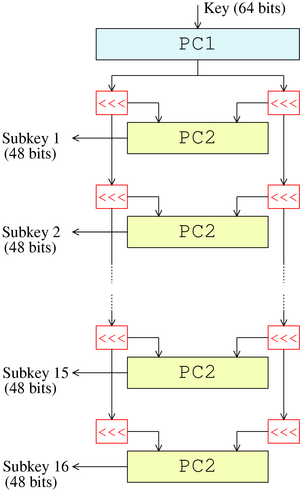 Key (64 bits)
PC1
<<< <<<
Subkey 1
(48 bits)
PC2
<<< <<<
Subkey 2
(48 bits)
PC2
<<< <<<
Subkey 15
(48 bits)
PC2
<<< <<<
Subkey 16
(48 bits)
PC2